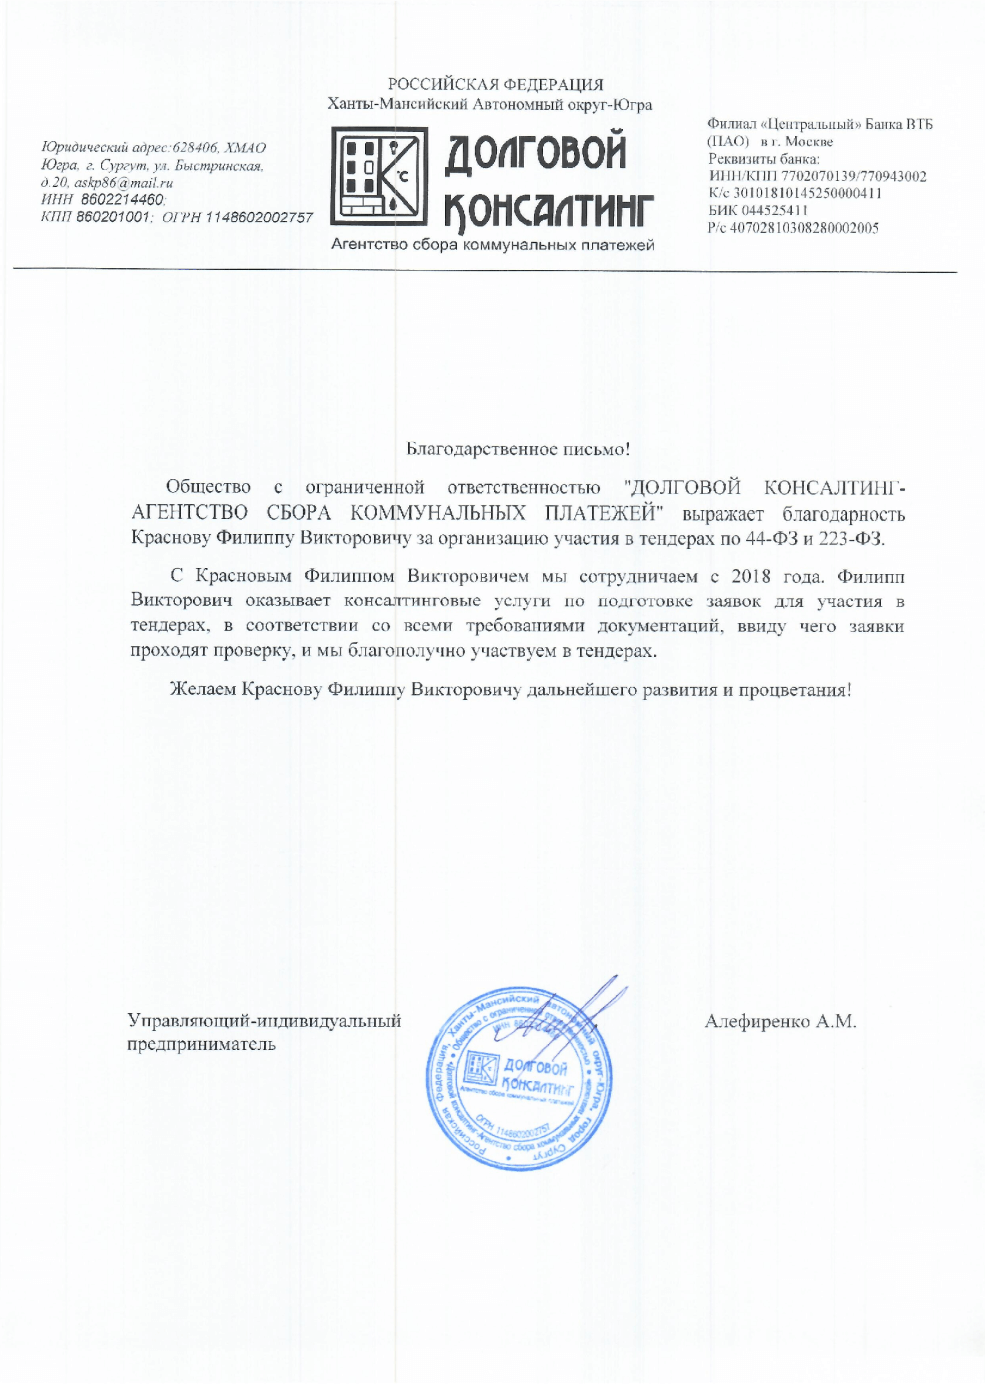 РОССИЙСКАЯ ФЕДЕРАЦИЯ
Ханты-Мансийский Автономный округ-Югра
Юридический адрес:628406, ХМАО
Югра, г. Сургут, ул. Быстринская,
д.20, askp86@mail.ru
ИНН 8602214460;
КПП 860201001; ОГРН 1148602002757
°С
ДОЛГОВОЙ
КОНСАЛТИНГ
Агентство сбора коммунальных платежей
Филиал «Центральный» Банка ВТБ
(ПАО) в г. Москве
Реквизиты банка:
ИНН/КПП 7702070139/770943002
К/с 30101810145250000411
БИК 044525411
Р/с 40702810308280002005
Благодарственное письмо!
Общество с ограниченной ответственностью "ДОЛГОВОЙ КОНСАЛТИНГ-
АГЕНТСТВО СБОРА КОММУНАЛЬНЫХ ПЛАТЕЖЕЙ" выражает благодарность
Краснову Филиппу Викторовичу за организацию участия в тендерах по 44-ФЗ и 223-ФЗ.
С Красновым Филиппом Викторовичем мы сотрудничаем с 2018 года. Филипп
Викторович оказывает консалтинговые услуги по подготовке заявок для участия в
тендерах, в соответствии со всеми требованиями документаций, ввиду чего заявки
проходят проверку, и мы благополучно участвуем в тендерах.
Желаем Краснову Филиппу Викторовичу дальнейшего развития и процветания!
Управляющий-индивидуальный
предприниматель
Алефиренко А.М.
Российская Федерация, Ханты-Мансийский автономный округ-Югра, город Сургут
Общество с ограниченной ответственностью
Долговой консалтинг-Агентство сбора коммунальных платежей
ИНН
ДОЛГОВОЙ
КОНСАЛТИНГ
Агентство сбора коммунальных платежей
ОГРН 1148602002757